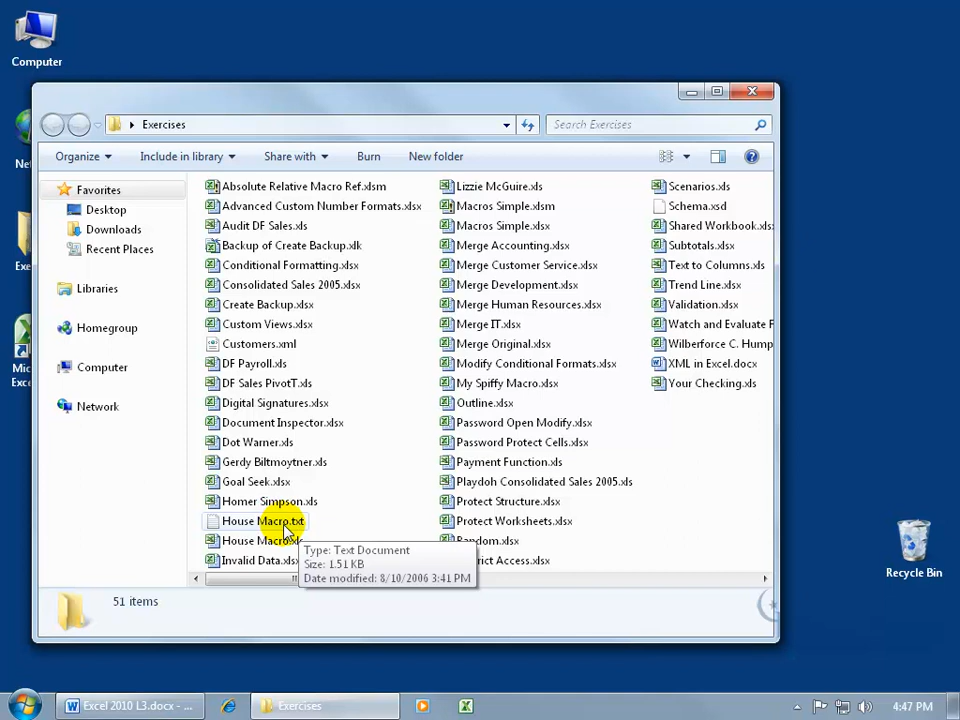 Computer
Exercises
Search Exercises
Organize
Include in library
Share with
Burn
New folder
Favorites
Desktop
Downloads
Recent Places
Libraries
Homegroup
Computer
Network
Absolute Relative Macro Ref.xlsm
Advanced Custom Number Formats.xlsx
Audit DF Sales.xls
Backup of Create Backup.xlk
Conditional Formatting.xlsx
Consolidated Sales 2005.xlsx
Create Backup.xlsx
Custom Views.xlsx
Customers.xml
DF Payroll.xls
DF Sales PivotT.xls
Digital Signatures.xlsx
Document Inspector.xlsx
Dot Warner.xls
Gerdy Biltmoytner.xls
Goal Seek.xlsx
Homer Simpson.xls
House Macro.txt
House Macro.xls
Invalid Data.xlsx
Lizzie McGuire.xls
Macros Simple.xlsm
Macros Simple.xlsx
Merge Accounting.xlsx
Merge Customer Service.xlsx
Merge Development.xlsx
Merge Human Resources.xlsx
Merge IT.xlsx
Merge Original.xlsx
Modify Conditional Formats.xlsx
My Spiffy Macro.xlsx
Outline.xlsx
Password Open Modify.xlsx
Password Protect Cells.xlsx
Payment Function.xls
Playdoh Consolidated Sales 2005.xls
Protect Structure.xlsx
Protect Worksheets.xlsx
Random.xlsx
ict Access.xlsx
Scenarios.xls
Schema.xsd
Shared Workbook.xls
Subtotals.xlsx
Text to Columns.xls
Trend Line.xlsx
Validation.xlsx
Watch and Evaluate F
Wilberforce C. Hump
XML in Excel.docx
Your Checking.xls
Type: Text Document
Size: 1.51 KB
Date modified: 8/10/2006 3:41 PM
51 items
Recycle Bin
Excel 2010 L3.docx - ...
Exercises
4:47 PM